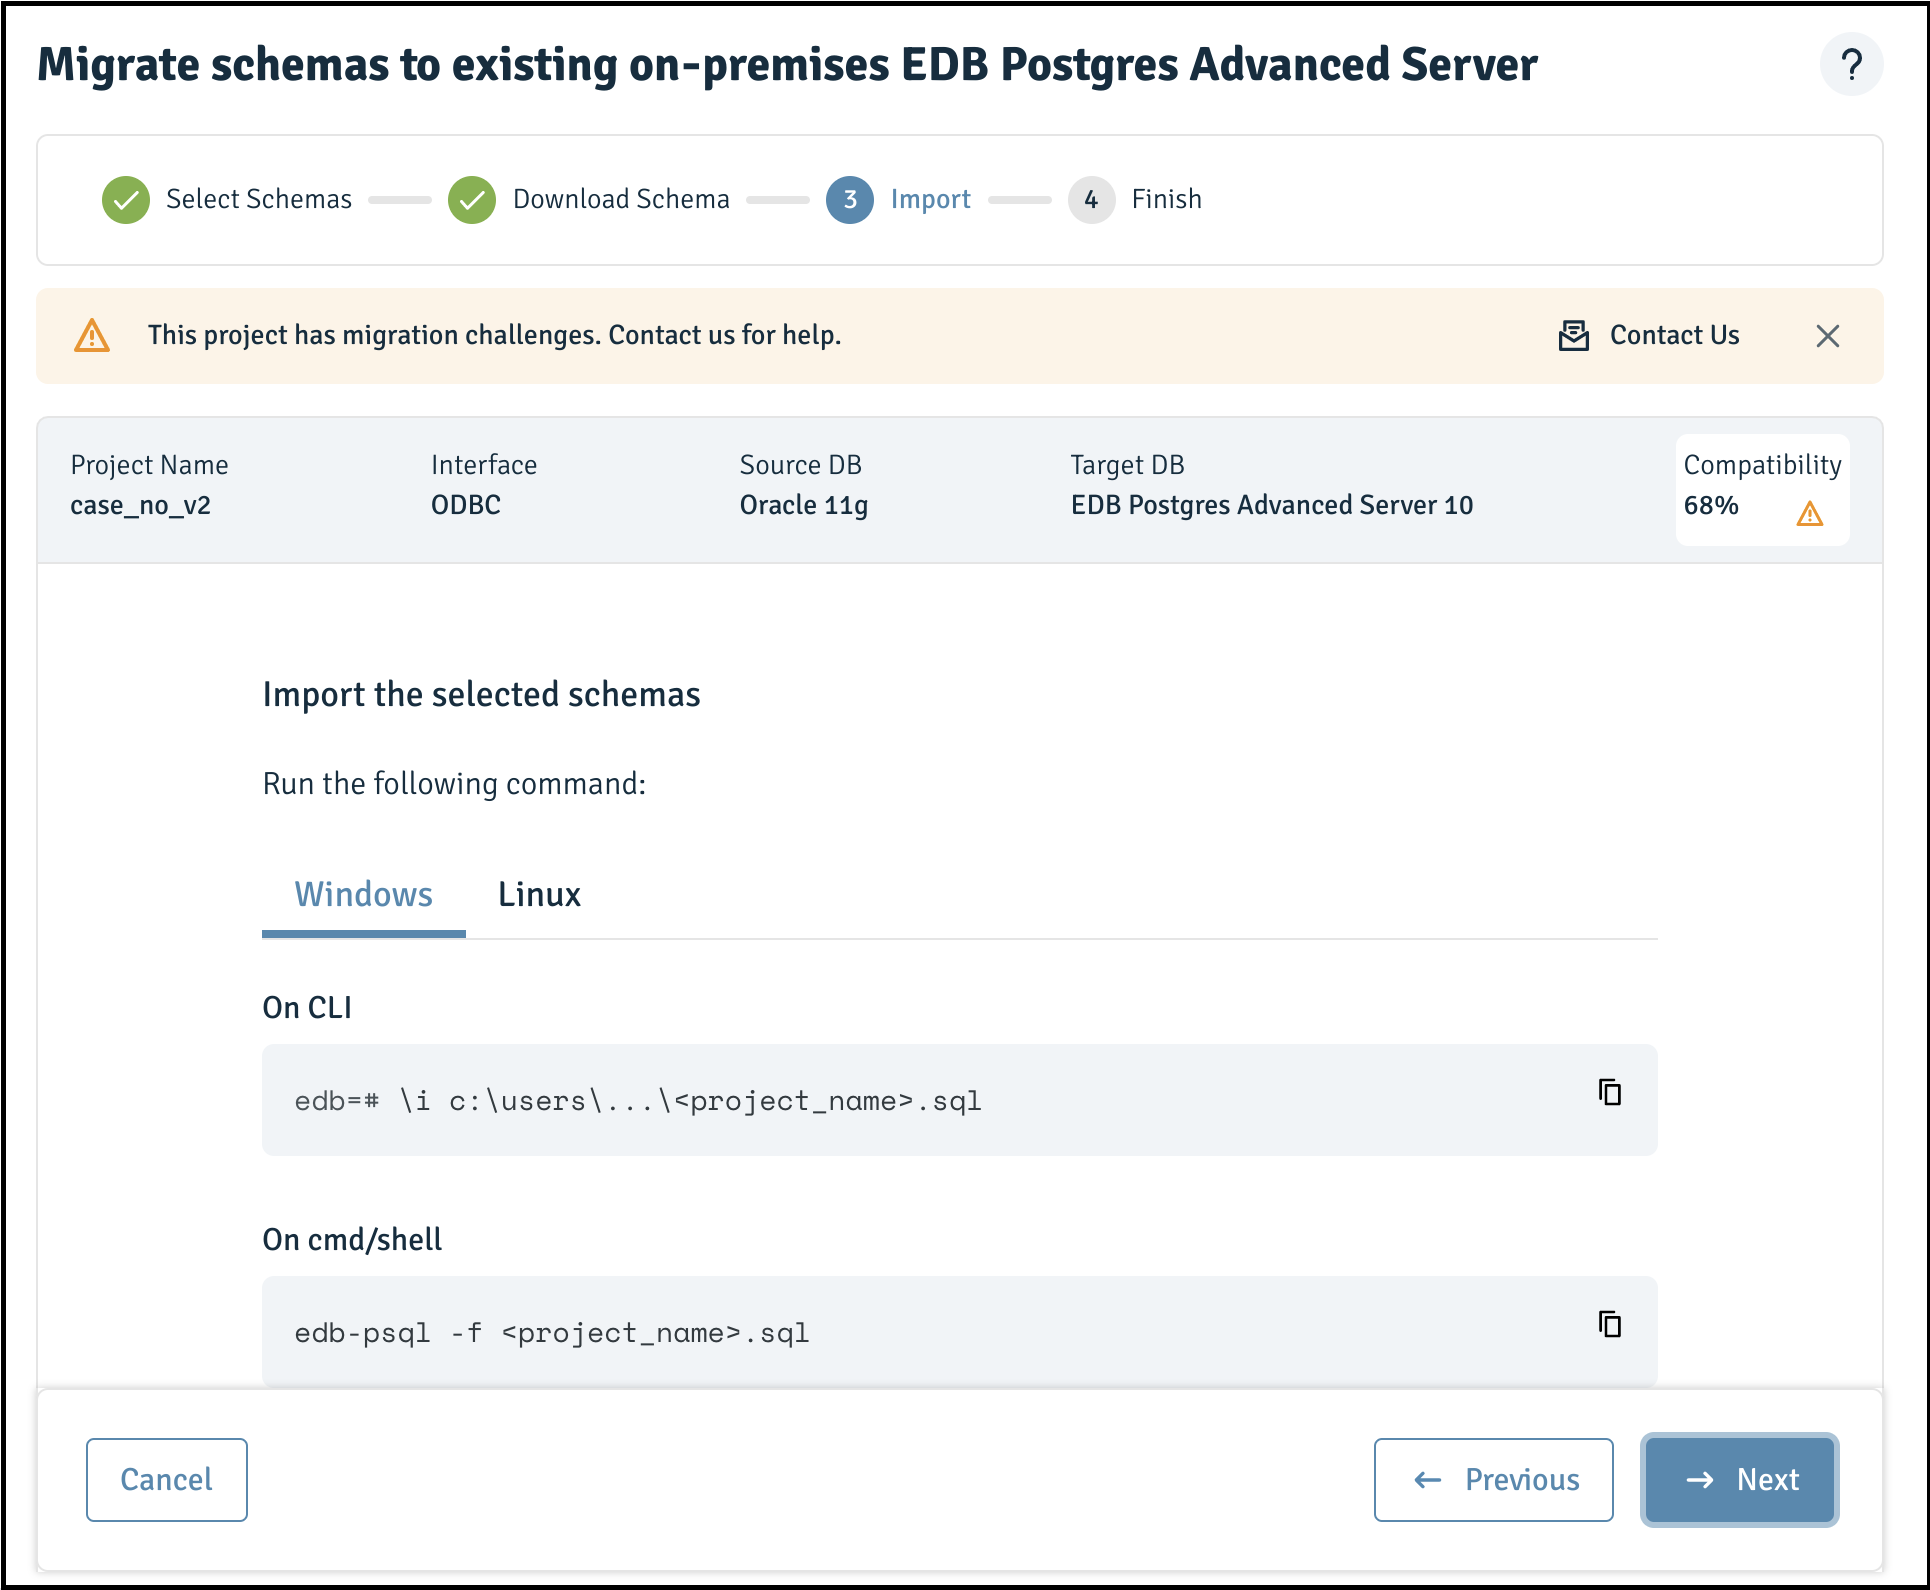 Migrate schemas to existing on-premises EDB Postgres Advanced Server
?
Select Schemas
Download Schema
3 Import
4 Finish
This project has migration challenges. Contact us for help.
Contact Us
Project Name
case_no_v2
Interface
ODBC
Source DB
Oracle 11g
Target DB
EDB Postgres Advanced Server 10
Compatibility
68%
Import the selected schemas
Run the following command:
Windows
Linux
On CLI
edb=# \i c:\users\...\<project_name>.sql
On cmd/shell
edb-psql -f <project_name>.sql
Cancel
← Previous
→ Next